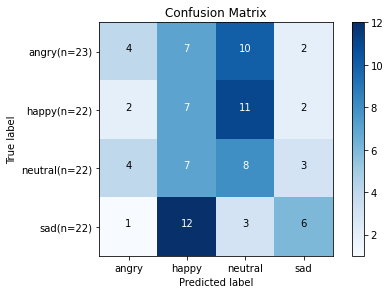 Confusion Matrix
angry(n=23) 4 7 10 2
happy(n=22) 2 7 11 2
neutral(n=22) 4 7 8 3
sad(n=22) 1 12 3 6
angry happy neutral sad
Predicted label
True label
12
10
8
6
4
2